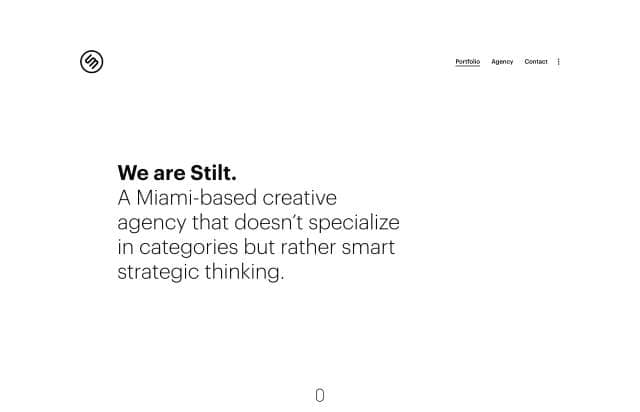 Portfolio Agency Contact
We are Stilt.
A Miami-based creative
agency that doesn’t specialize
in categories but rather smart
strategic thinking.
0